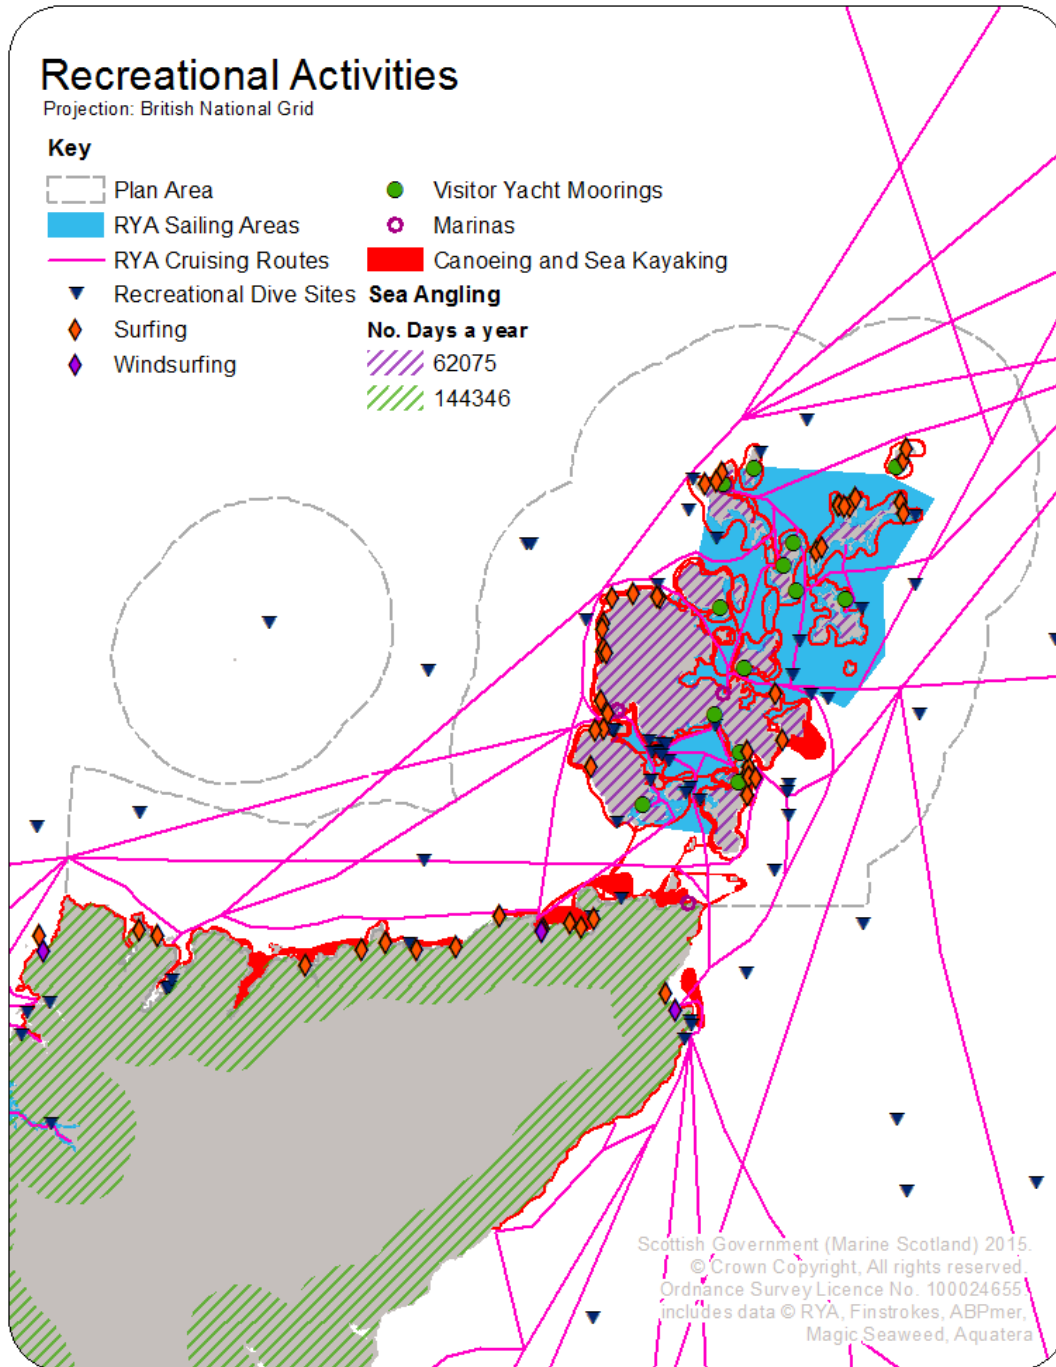 Recreational Activities
Projection: British National Grid
Key
Plan Area
RYA Sailing Areas
RYA Cruising Routes
Recreational Dive Sites
Surfing
Windsurfing
Visitor Yacht Moorings
Marinas
Canoeing and Sea Kayaking
Sea Angling
No. Days a year
62075
144346
Scottish Government (Marine Scotland) 2015.
© Crown Copyright, All rights reserved.
Ordnance Survey Licence No. 100024655
includes data © RYA, Finstrokes, ABPmer,
Magic Seaweed, Aquatera